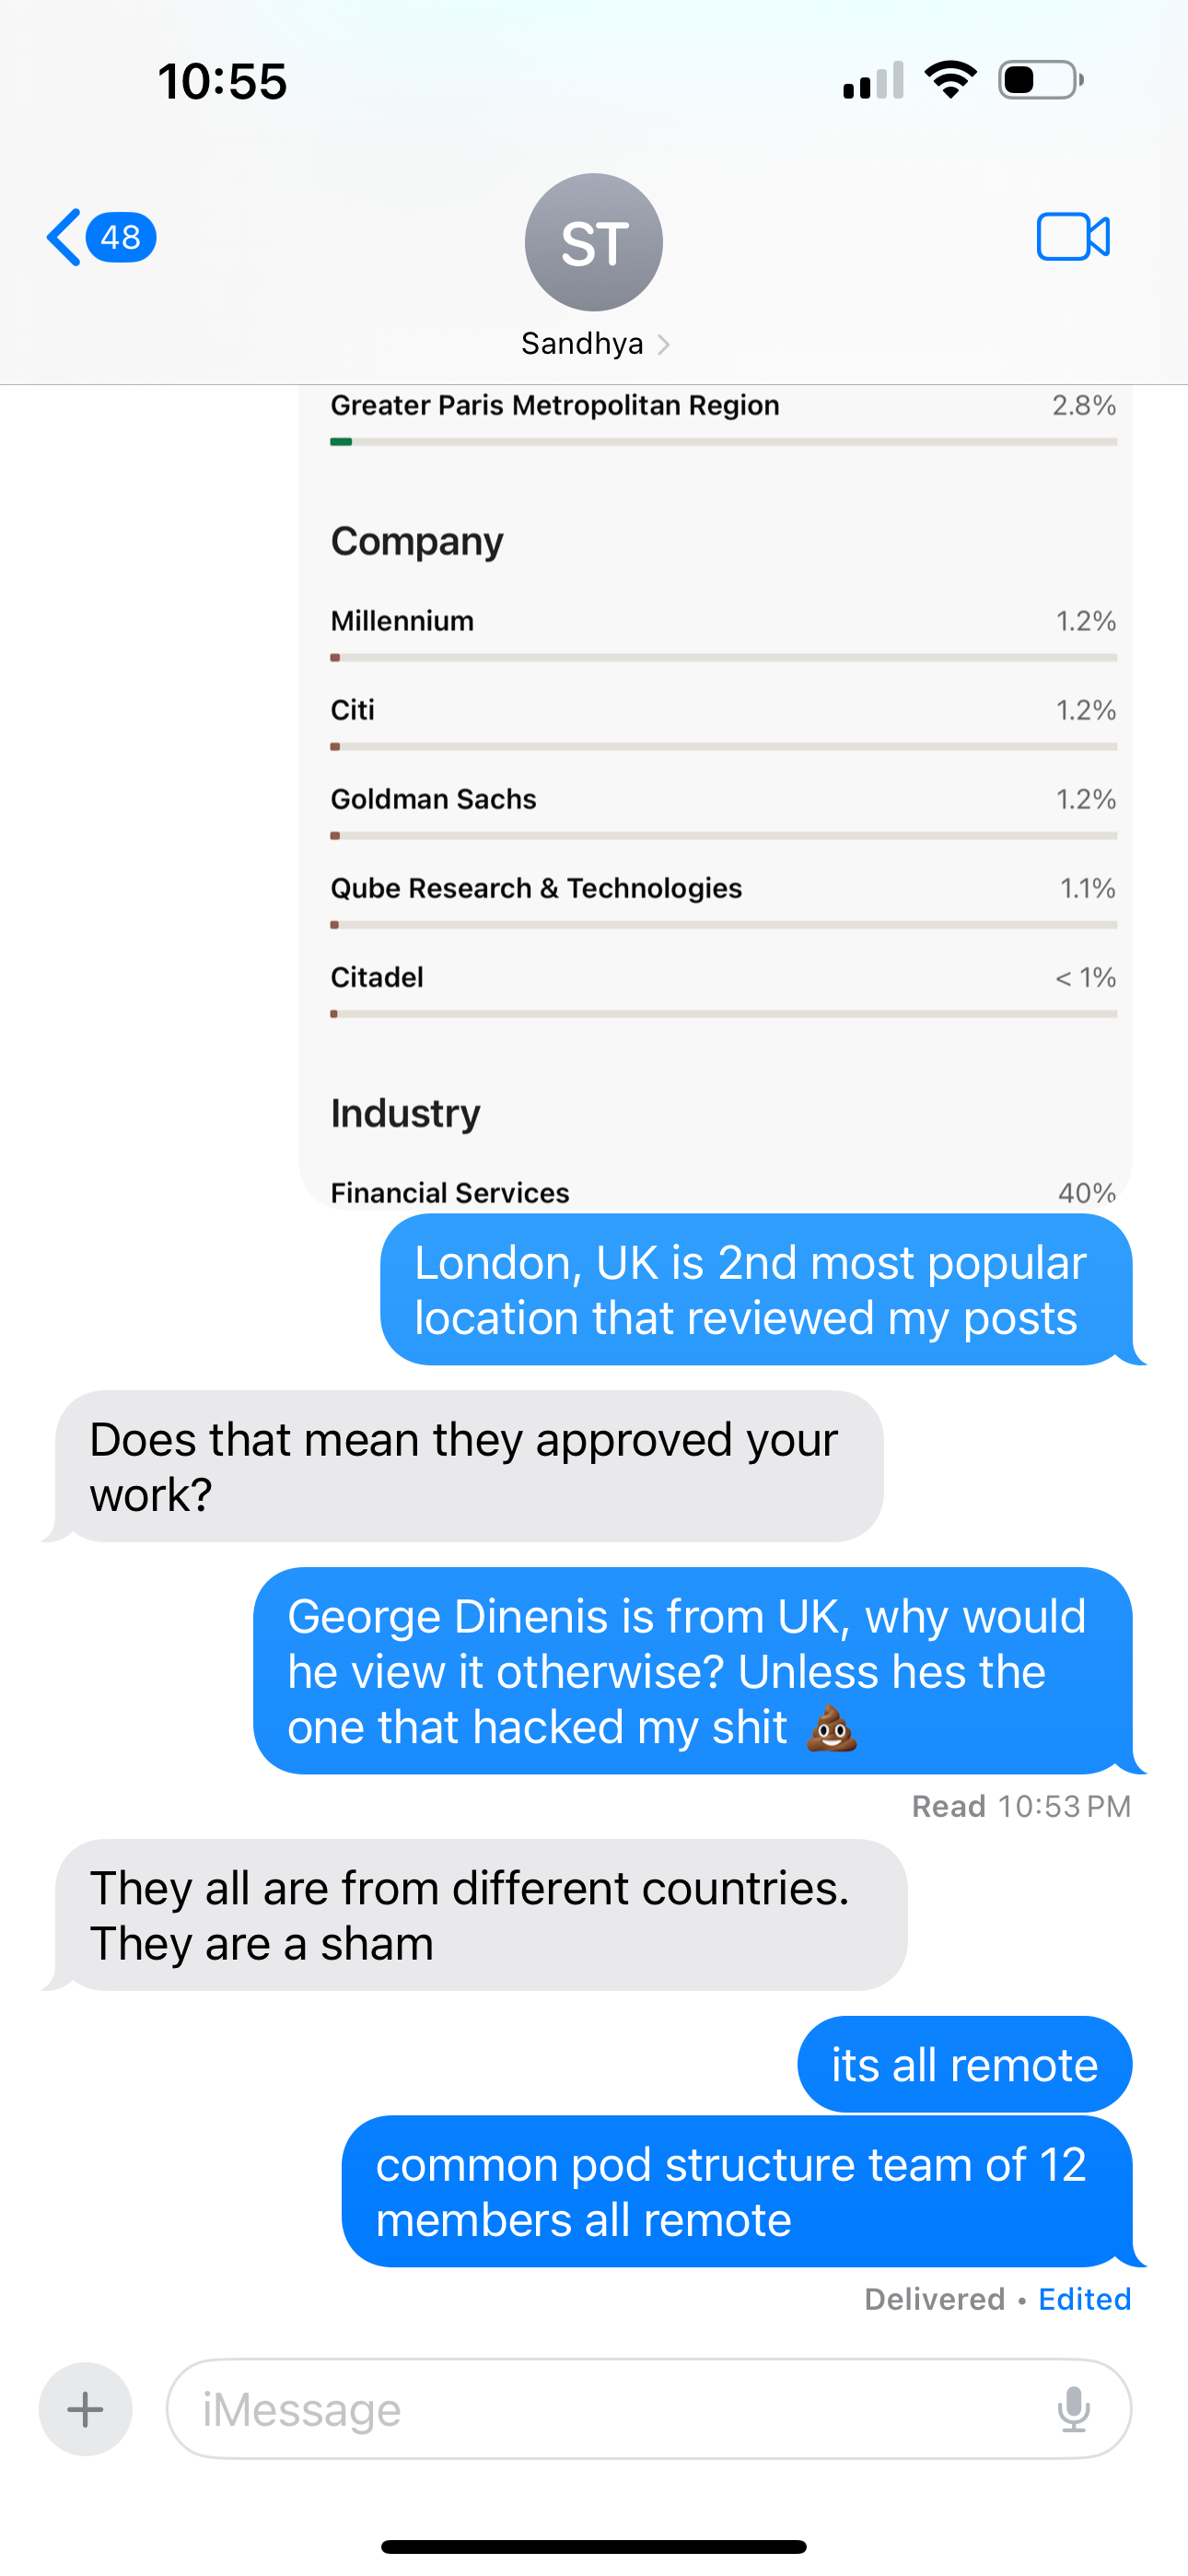 10:55
48
ST
Sandhya
Greater Paris Metropolitan Region 2.8%
Company
Millennium 1.2%
Citi 1.2%
Goldman Sachs 1.2%
Qube Research & Technologies 1.1%
Citadel < 1%
Industry
Financial Services 40%
London, UK is 2nd most popular
location that reviewed my posts
Does that mean they approved your
work?
George Dinenis is from UK, why would
he view it otherwise? Unless hes the
one that hacked my shit 💩
Read 10:53 PM
They all are from different countries.
They are a sham
its all remote
common pod structure team of 12
members all remote
Delivered • Edited
iMessage